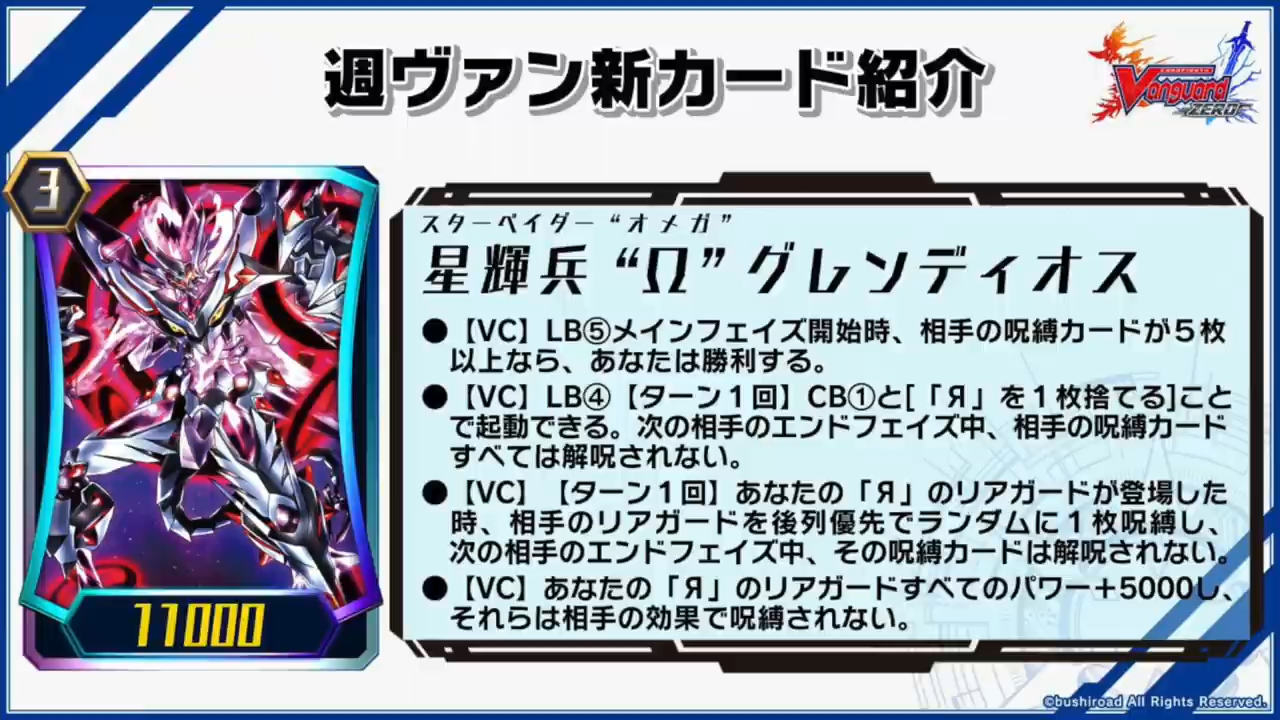 週ヴァン新カード紹介
CARDFIGHT!!
Vanguard
ZERO
3
11000
スターベイダー“オメガ”
星輝兵“Ω”グレンディオス
●【VC】LB⑤メインフェイズ開始時、相手の呪縛カードが5枚
以上なら、あなたは勝利する。
●【VC】LB④【ターン1回】CB①と[「Я」を1枚捨てる]こと
で起動できる。次の相手のエンドフェイズ中、相手の呪縛カード
すべては解呪されない。
●【VC】【ターン1回】あなたの「Я」のリアガードが登場した
時、相手のリアガードを後列優先でランダムに1枚呪縛し、
次の相手のエンドフェイズ中、その呪縛カードは解呪されない。
●【VC】あなたの「Я」のリアガードすべてのパワー+5000し、
それらは相手の効果で呪縛されない。
©bushiroad All Rights Reserved.